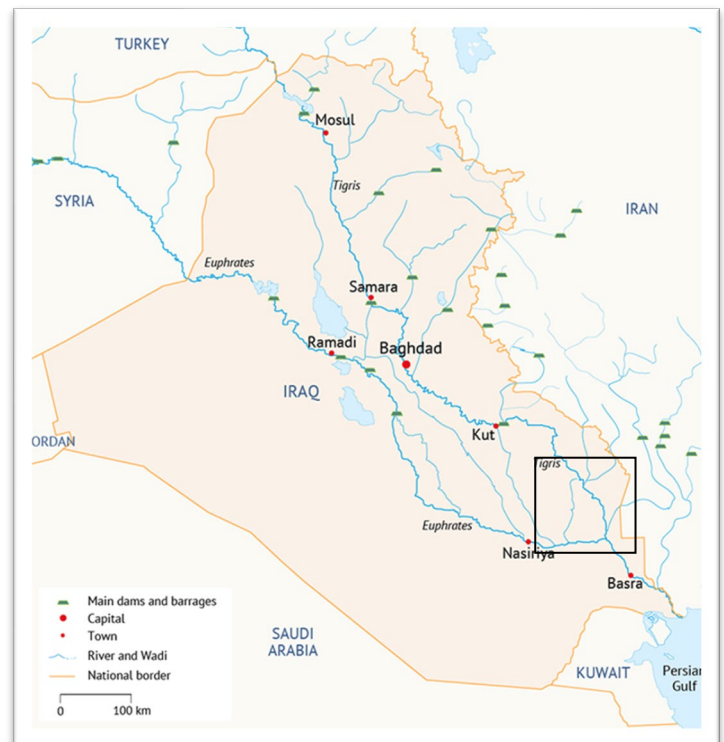 TURKEY
Mosul
Tigris
SYRIA
IRAN
Euphrates
Samara
Ramadi
Baghdad
IRAQ
Kut
ORDAN
Tigris
Euphrates
Nasiriya
Basra
Main dams and barrages
Capital
Town
River and Wadi
National border
0 100 km
SAUDI
ARABIA
KUWAIT
Persian
Gulf